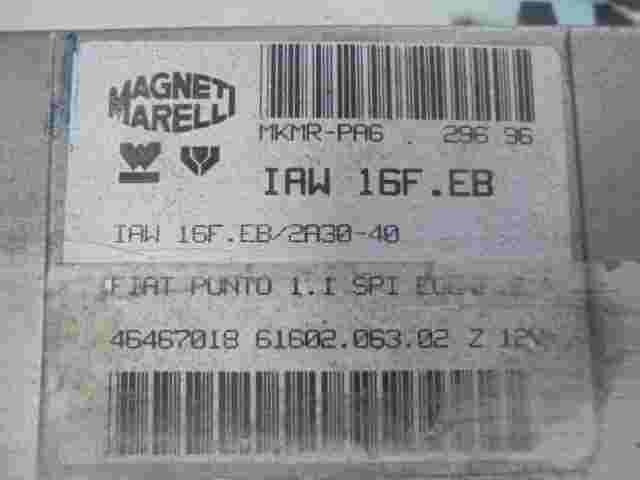 MAGNETI
MARELLI
MKMR-PA6 . 296 96
IAW 16F.EB
IAW 16F.EB/2A30-40
FIAT PUNTO 1.1 SPI
46467018 61602.063.02 Z 12V